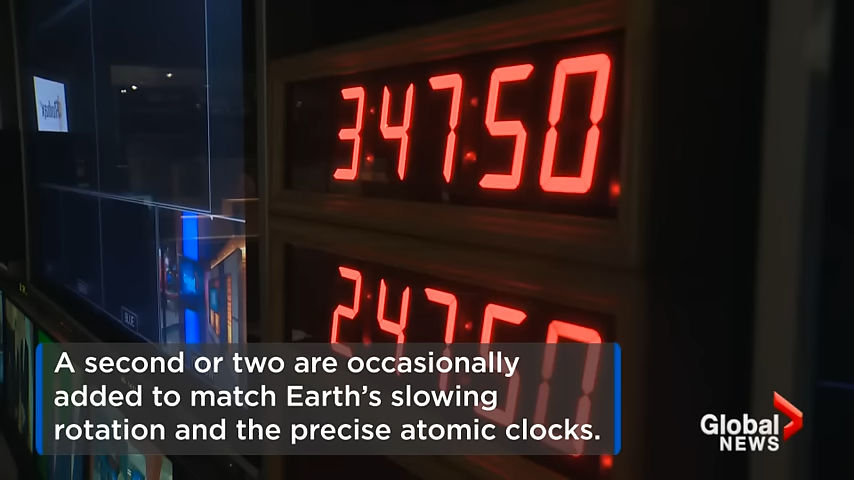 3:47:50
2:47:50
BLUE
A second or two are occasionally
added to match Earth's slowing
rotation and the precise atomic clocks.
Global
NEWS